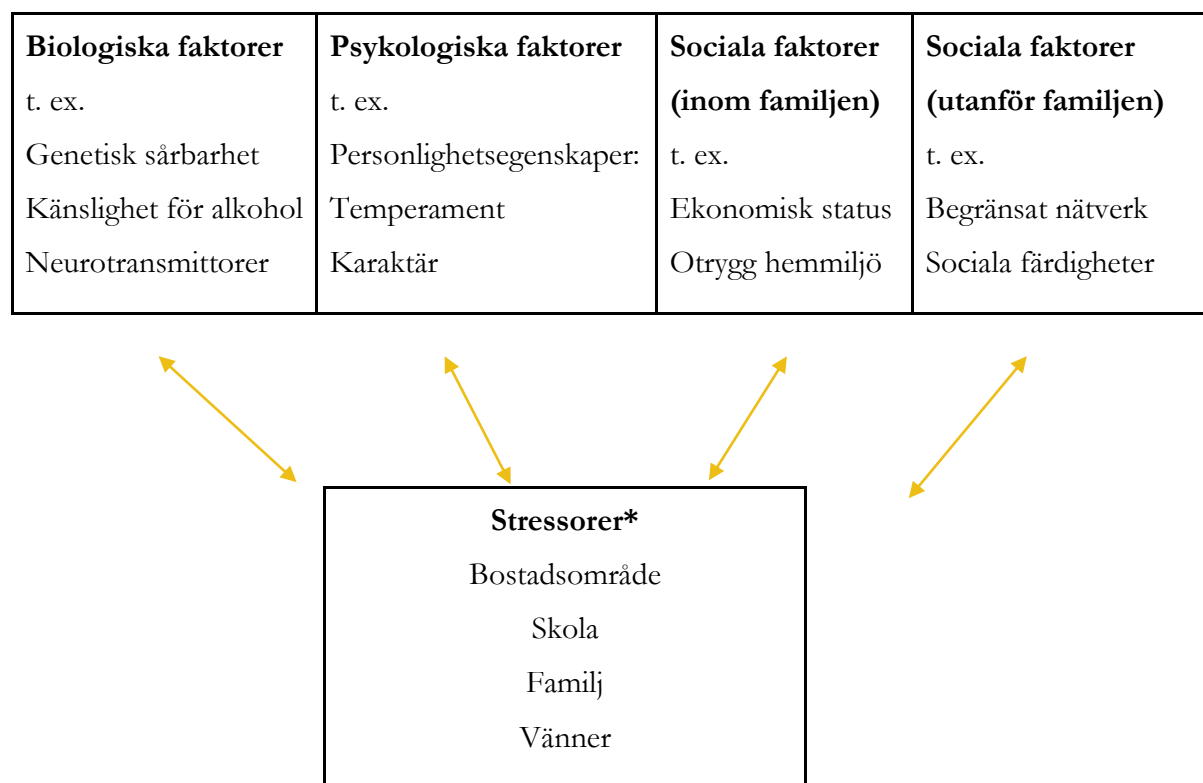 Biologiska faktorer
t. ex.
Genetisk sårbarhet
Känslighet för alkohol
Neurotransmittorer
Psykologiska faktorer
t. ex.
Personlighetsegenskaper:
Temperament
Karaktär
Sociala faktorer
(inom familjen)
t. ex.
Ekonomisk status
Otrygg hemmiljö
Sociala faktorer
(utanför familjen)
t. ex.
Begränsat nätverk
Sociala färdigheter
Stressorer*
Bostadsområde
Skola
Familj
Vänner